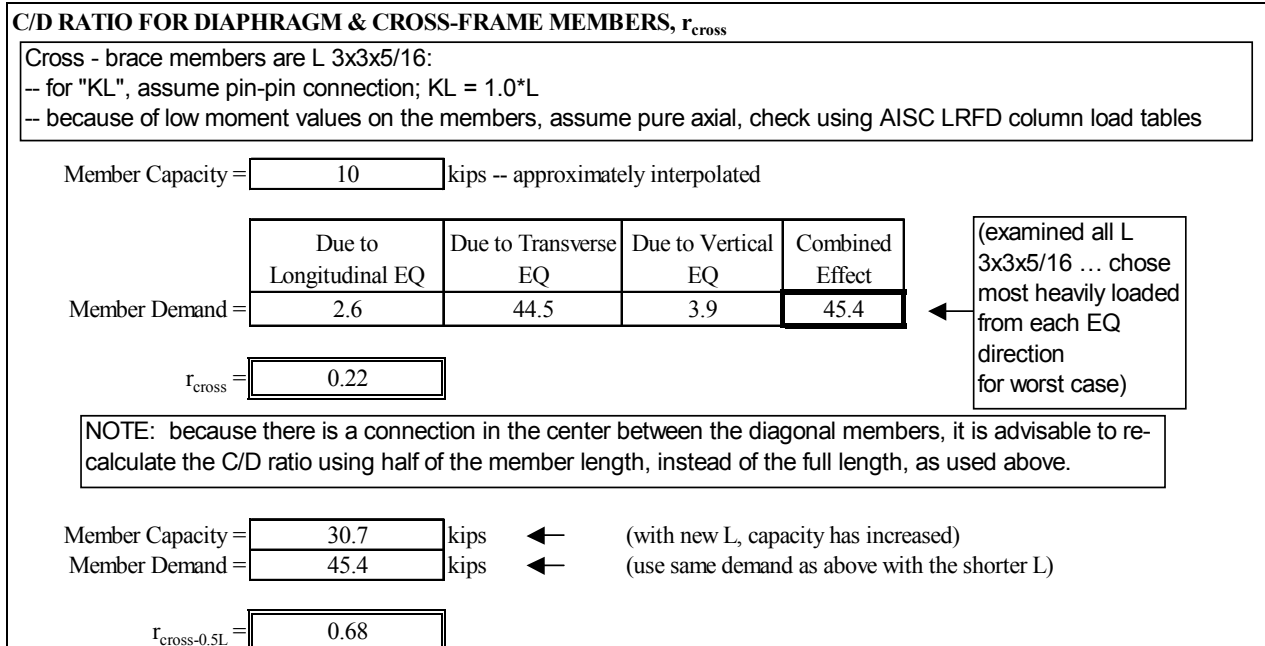 C/D RATIO FOR DIAPHRAGM & CROSS-FRAME MEMBERS, rcross
Cross - brace members are L 3x3x5/16:
-- for "KL", assume pin-pin connection; KL = 1.0*L
-- because of low moment values on the members, assume pure axial, check using AISC LRFD column load tables
Member Capacity = 10 kips -- approximately interpolated
Due to Longitudinal EQ
Due to Transverse EQ
Due to Vertical EQ
Combined Effect
Member Demand = 2.6 44.5 3.9 45.4
(examined all L
3x3x5/16 … chose
most heavily loaded
from each EQ
direction
for worst case)
rcross = 0.22
NOTE: because there is a connection in the center between the diagonal members, it is advisable to re-
calculate the C/D ratio using half of the member length, instead of the full length, as used above.
Member Capacity = 30.7 kips (with new L, capacity has increased)
Member Demand = 45.4 kips (use same demand as above with the shorter L)
rcross-0.5L = 0.68